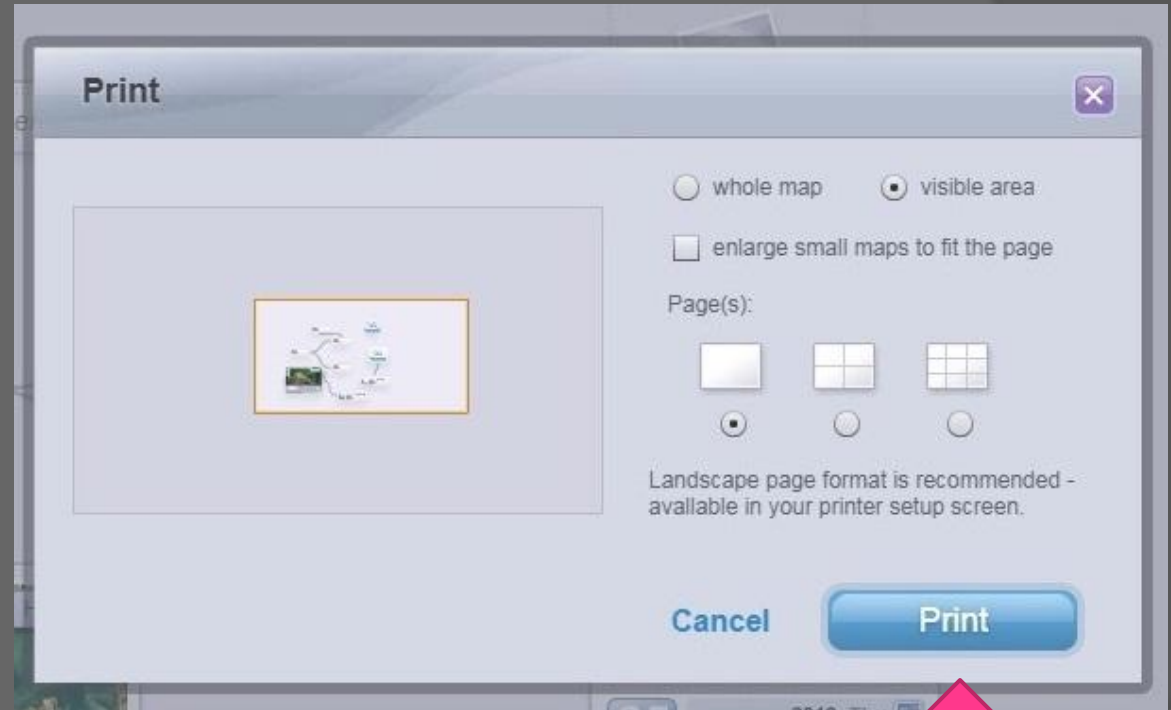 Print
whole map
visible area
enlarge small maps to fit the page
Page(s):
Landscape page format is recommended -
available in your printer setup screen.
Cancel
Print